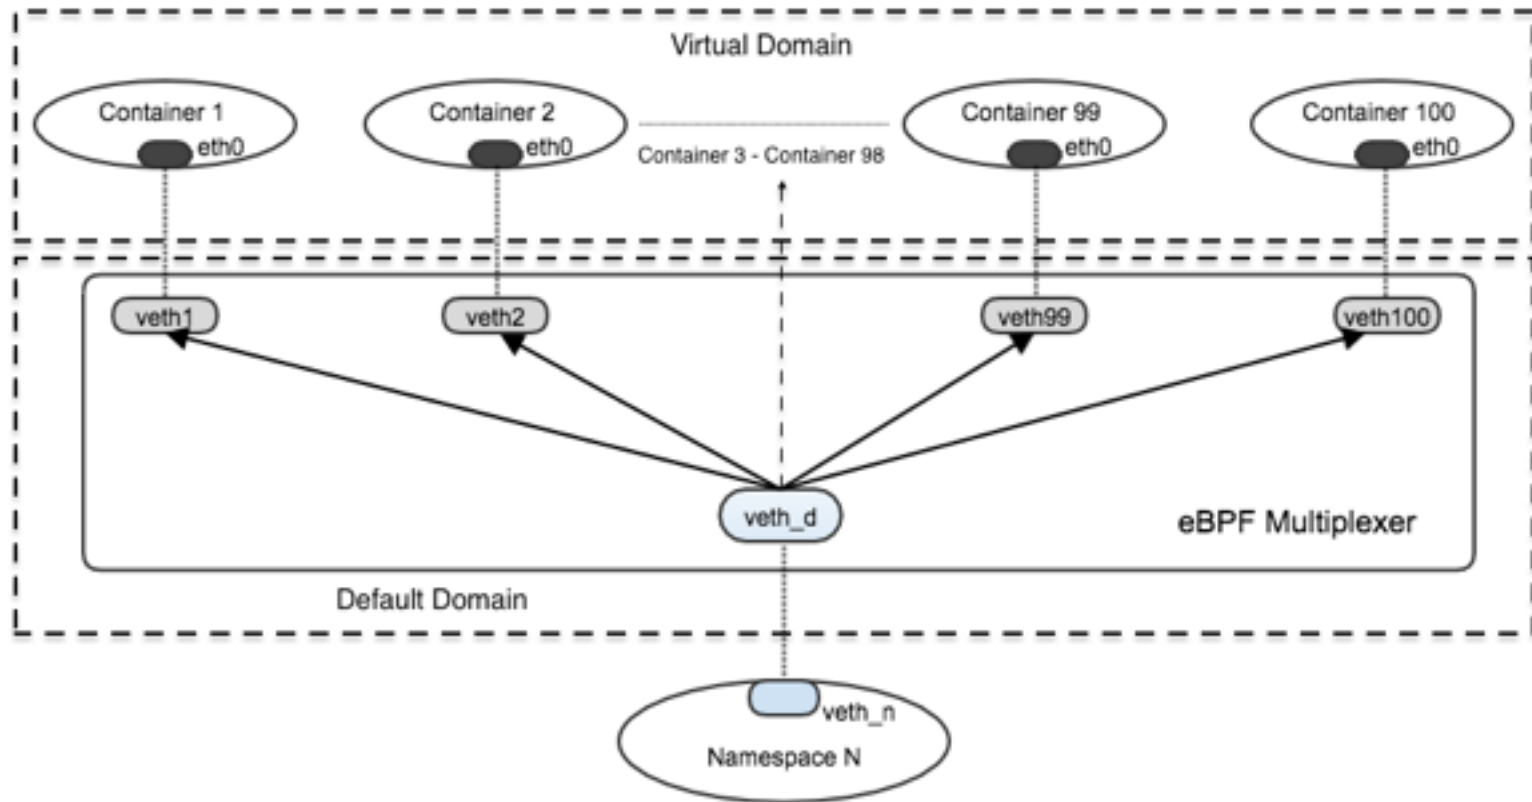 Virtual Domain
Container 1
Container 2
Container 99
Container 100
eth0
eth0
eth0
eth0
Container 3 - Container 98
veth1
veth2
veth99
veth100
veth_d
eBPF Multiplexer
Default Domain
veth_n
Namespace N